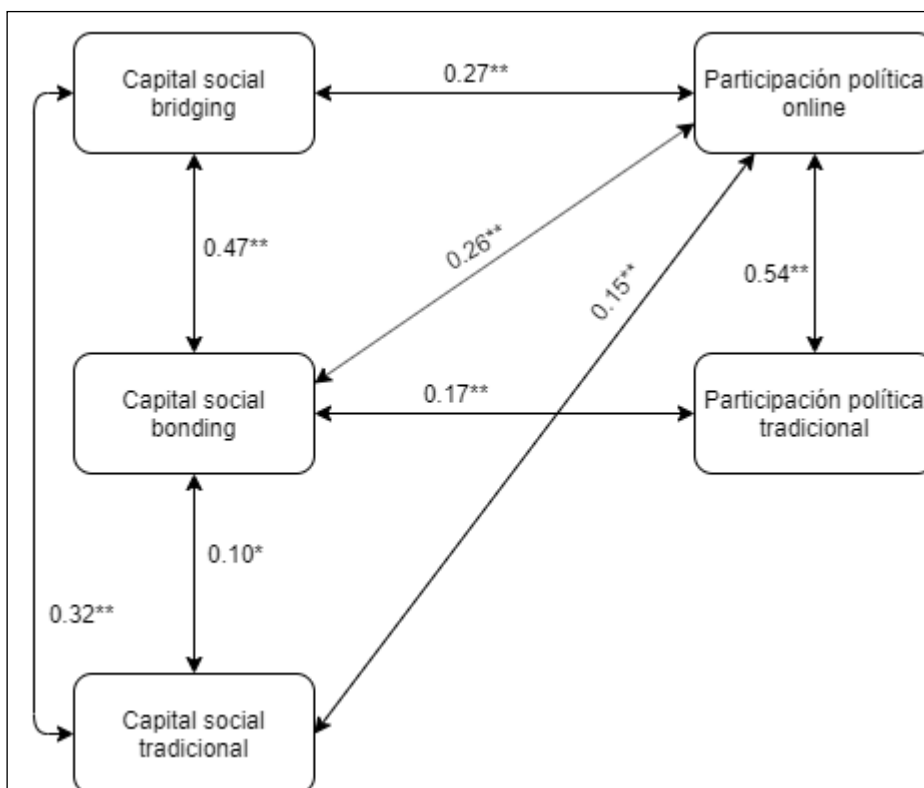 Capital social
bridging
0.27**
Participación política
online
0.47**
0.26**
0.15**
0.54**
Capital social
bonding
0.17**
Participación política
tradicional
0.10*
0.32**
Capital social
tradicional